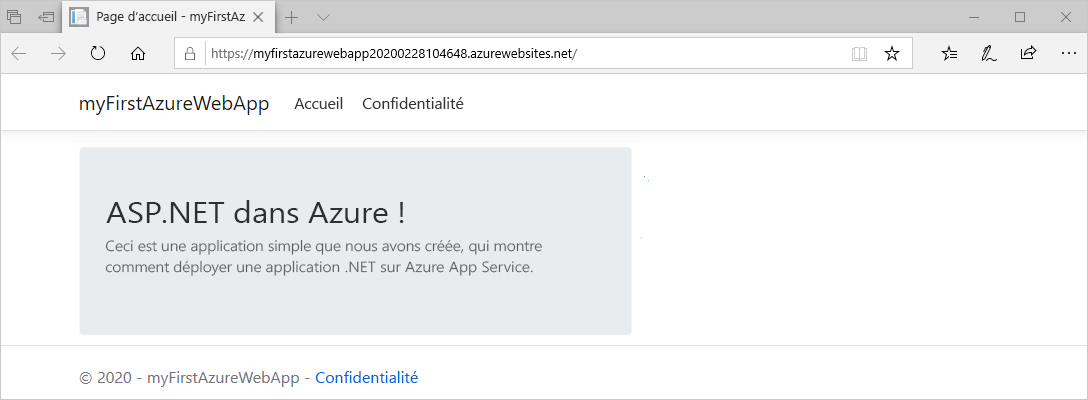 Page d’accueil - myFirstAz
https://myfirstazurewebapp20200228104648.azurewebsites.net/
myFirstAzureWebApp Accueil Confidentialité
ASP.NET dans Azure !
Ceci est une application simple que nous avons créée, qui montre
comment déployer une application .NET sur Azure App Service.
© 2020 - myFirstAzureWebApp - Confidentialité